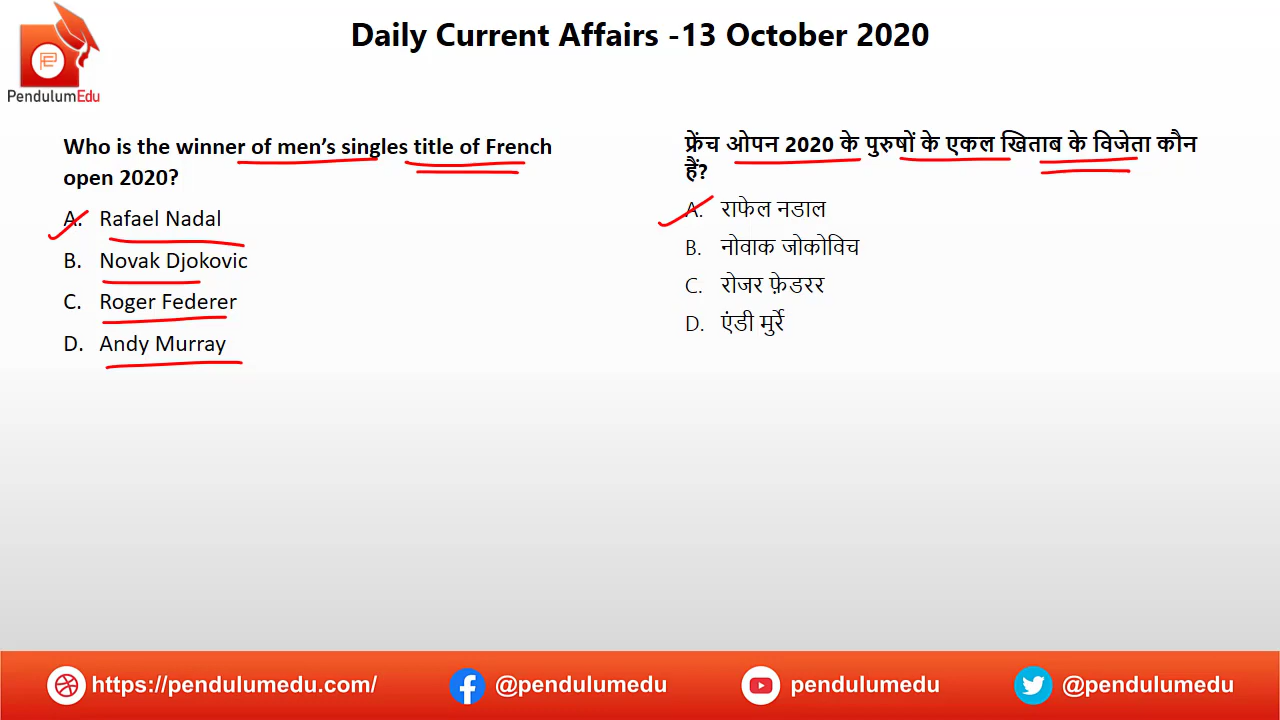 Daily Current Affairs -13 October 2020
PendulumEdu
Who is the winner of men’s singles title of French
open 2020?
A. Rafael Nadal
B. Novak Djokovic
C. Roger Federer
D. Andy Murray
फ्रेंच ओपन 2020 के पुरुषों के एकल खिताब के विजेता कौन
हैं?
A. राफेल नडाल
B. नोवाक जोकोविच
C. रोजर फ़ेडरर
D. एंडी मुर्रे
https://pendulumedu.com/
@pendulumedu
pendulumedu
@pendulumedu